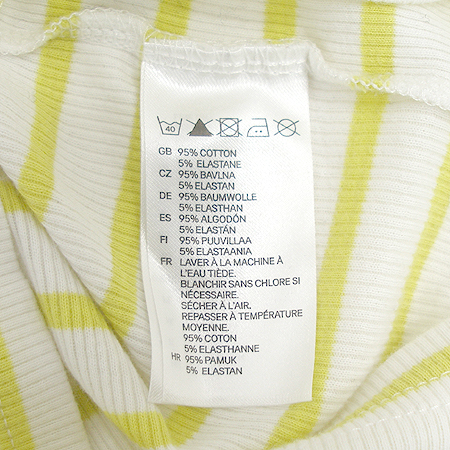 40
GB 95% COTTON
5% ELASTANE
CZ 95% BAVLNA
5% ELASTAN
DE 95% BAUMWOLLE
5% ELASTHAN
ES 95% ALGODÓN
5% ELASTÁN
FI 95% PUUVILLAA
5% ELASTAANIA
FR LAVER À LA MACHINE À
L'EAU TIÈDE.
BLANCHIR SANS CHLORE SI
NÉCESSAIRE.
SÉCHER À L'AIR.
REPASSER À TEMPÉRATURE
MOYENNE.
95% COTON
5% ELASTHANNE
HR 95% PAMUK
5% ELASTAN